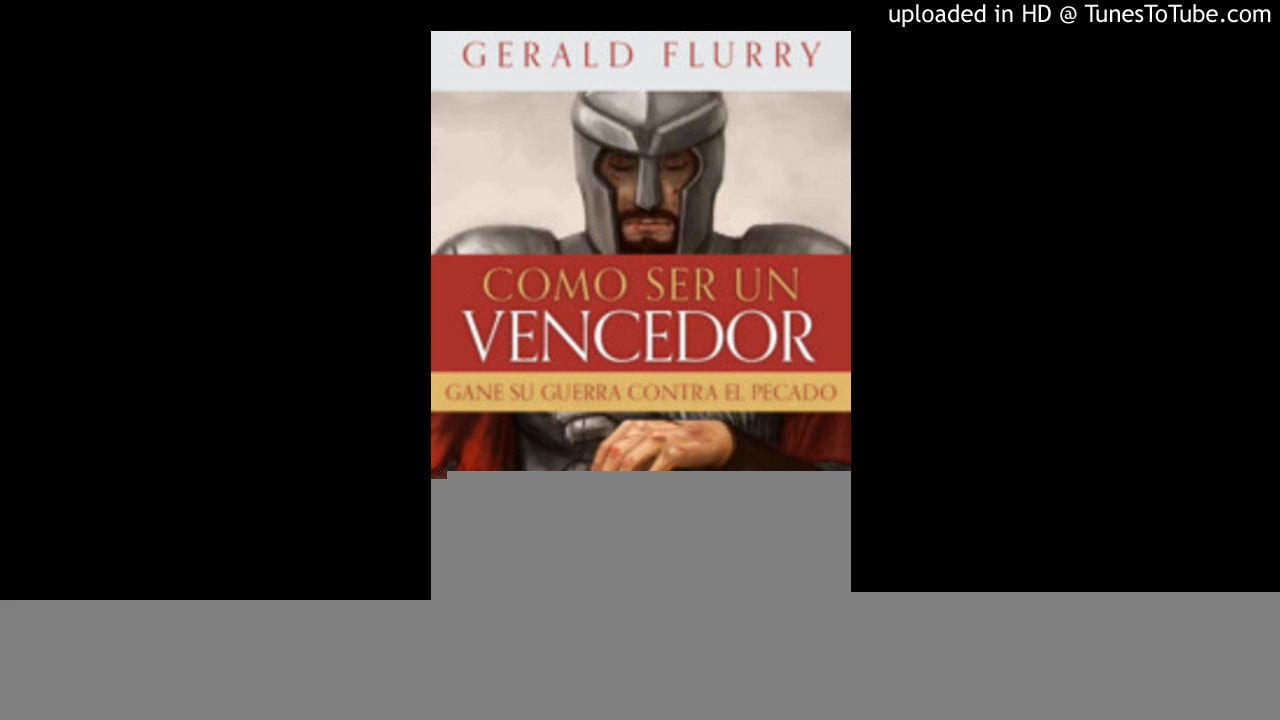 uploaded in HD @ TunesToTube.com
GERALD FLURRY
COMO SER UN
VENCEDOR
GANE SU GUERRA CONTRA EL PECADO